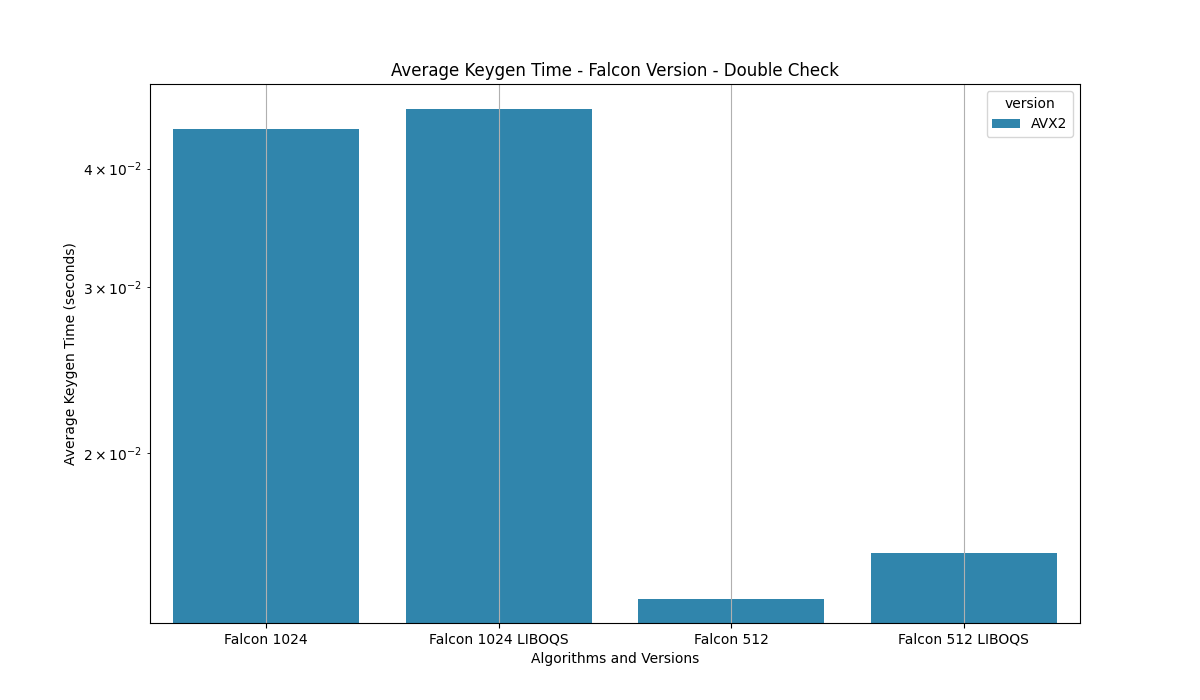 Average Keygen Time - Falcon Version - Double Check
version
AVX2
4 × 10⁻²
3 × 10⁻²
2 × 10⁻²
Average Keygen Time (seconds)
Falcon 1024
Falcon 1024 LIBOQS
Falcon 512
Falcon 512 LIBOQS
Algorithms and Versions